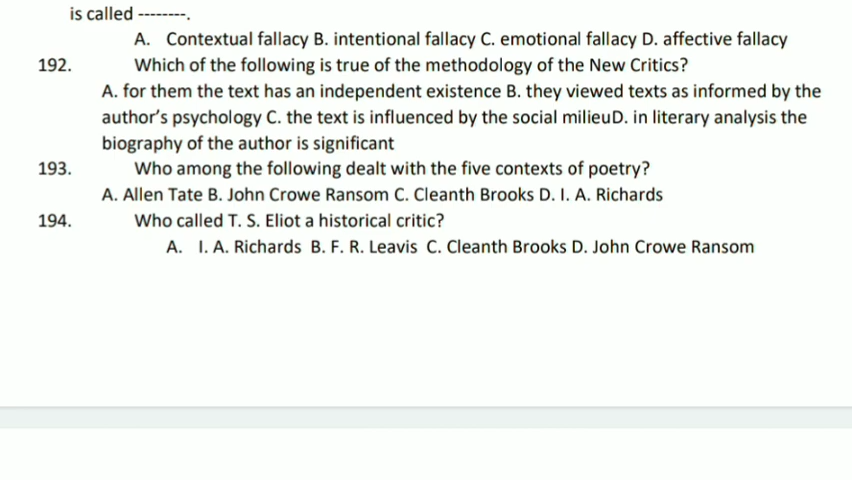 is called --------.
A. Contextual fallacy B. intentional fallacy C. emotional fallacy D. affective fallacy
192. Which of the following is true of the methodology of the New Critics?
A. for them the text has an independent existence B. they viewed texts as informed by the
author's psychology C. the text is influenced by the social milieuD. in literary analysis the
biography of the author is significant
193. Who among the following dealt with the five contexts of poetry?
A. Allen Tate B. John Crowe Ransom C. Cleanth Brooks D. I. A. Richards
194. Who called T. S. Eliot a historical critic?
A. I. A. Richards B. F. R. Leavis C. Cleanth Brooks D. John Crowe Ransom